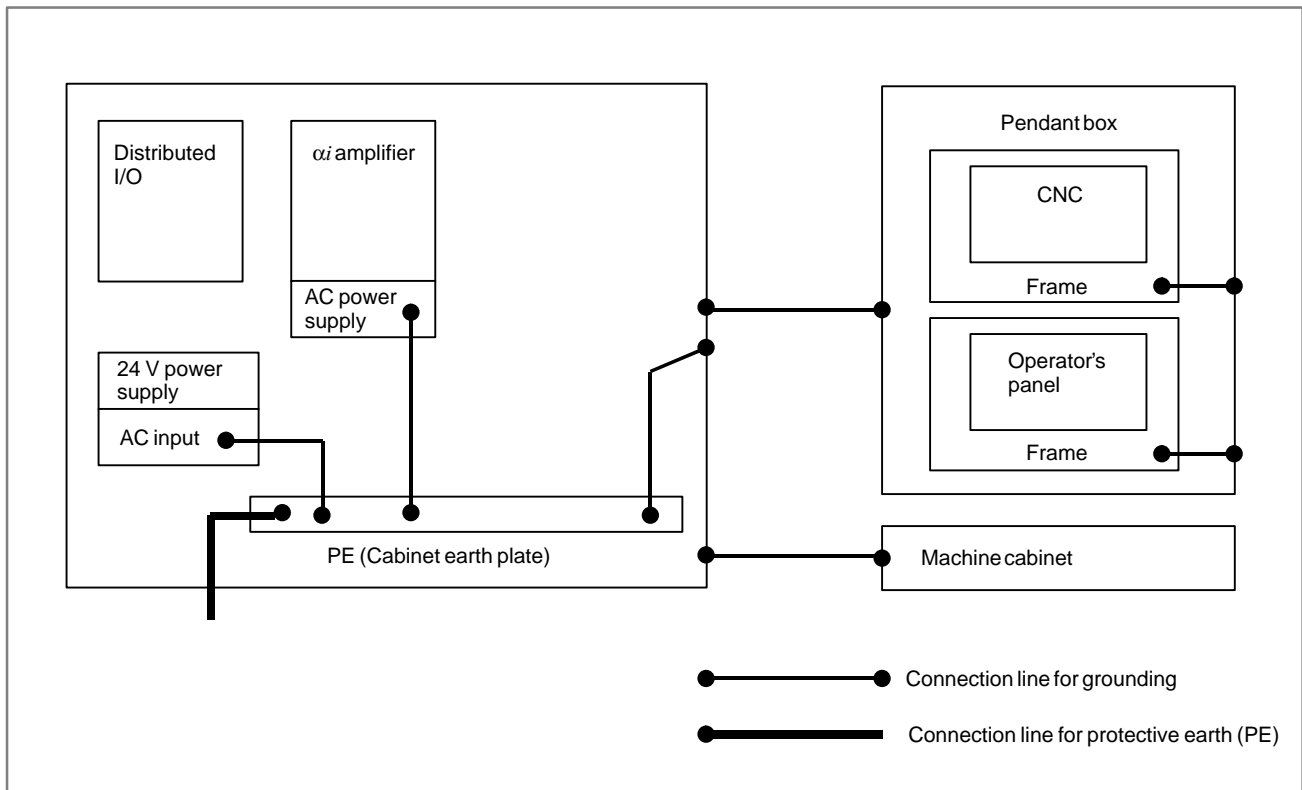 Distributed
I/O
αi amplifier
AC power
supply
24 V power
supply
AC input
PE (Cabinet earth plate)
Pendant box
CNC
Frame
Operator's
panel
Frame
Machine cabinet
Connection line for grounding
Connection line for protective earth (PE)